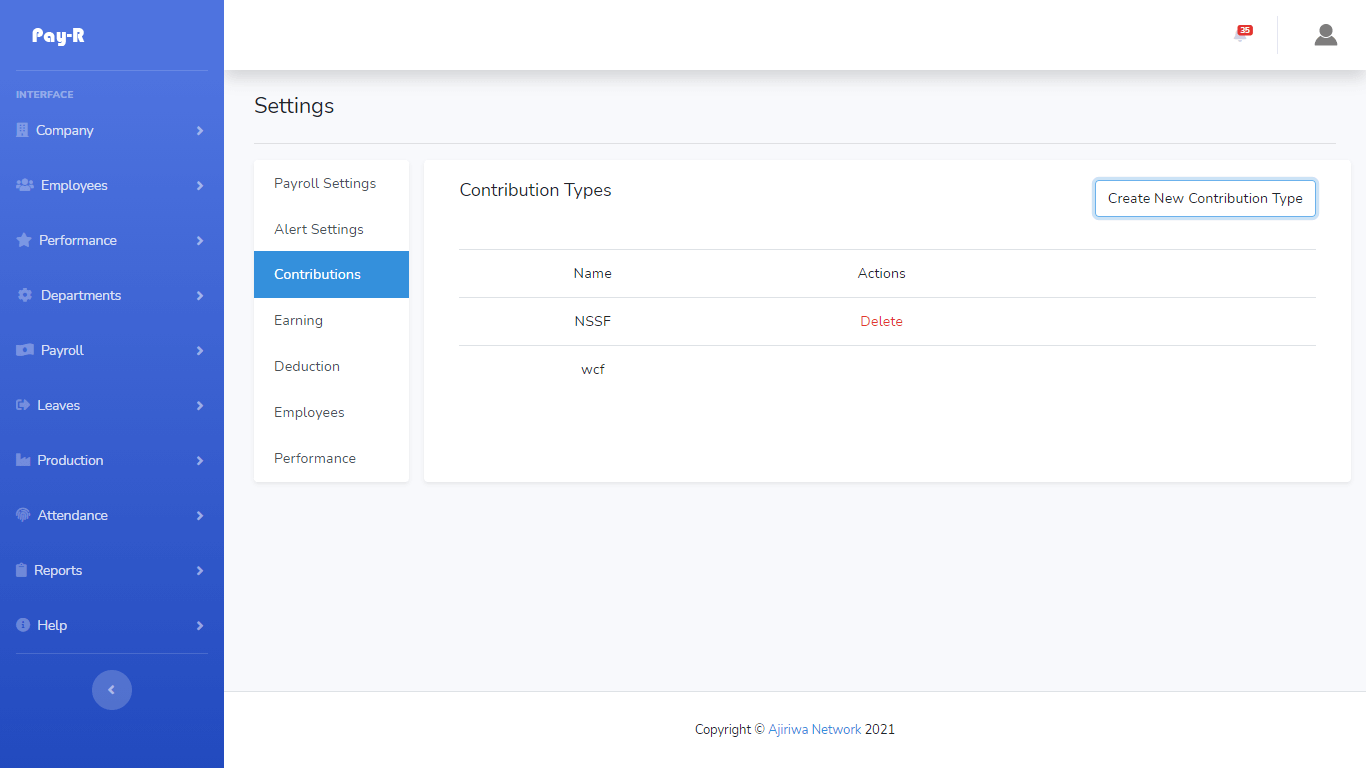 Pay-R
35
INTERFACE
Company
Employees
Performance
Departments
Payroll
Leaves
Production
Attendance
Reports
Help
Settings
Payroll Settings
Alert Settings
Contributions
Earning
Deduction
Employees
Performance
Contribution Types
Create New Contribution Type
Name Actions
NSSF Delete
wcf
Copyright © Ajiriwa Network 2021